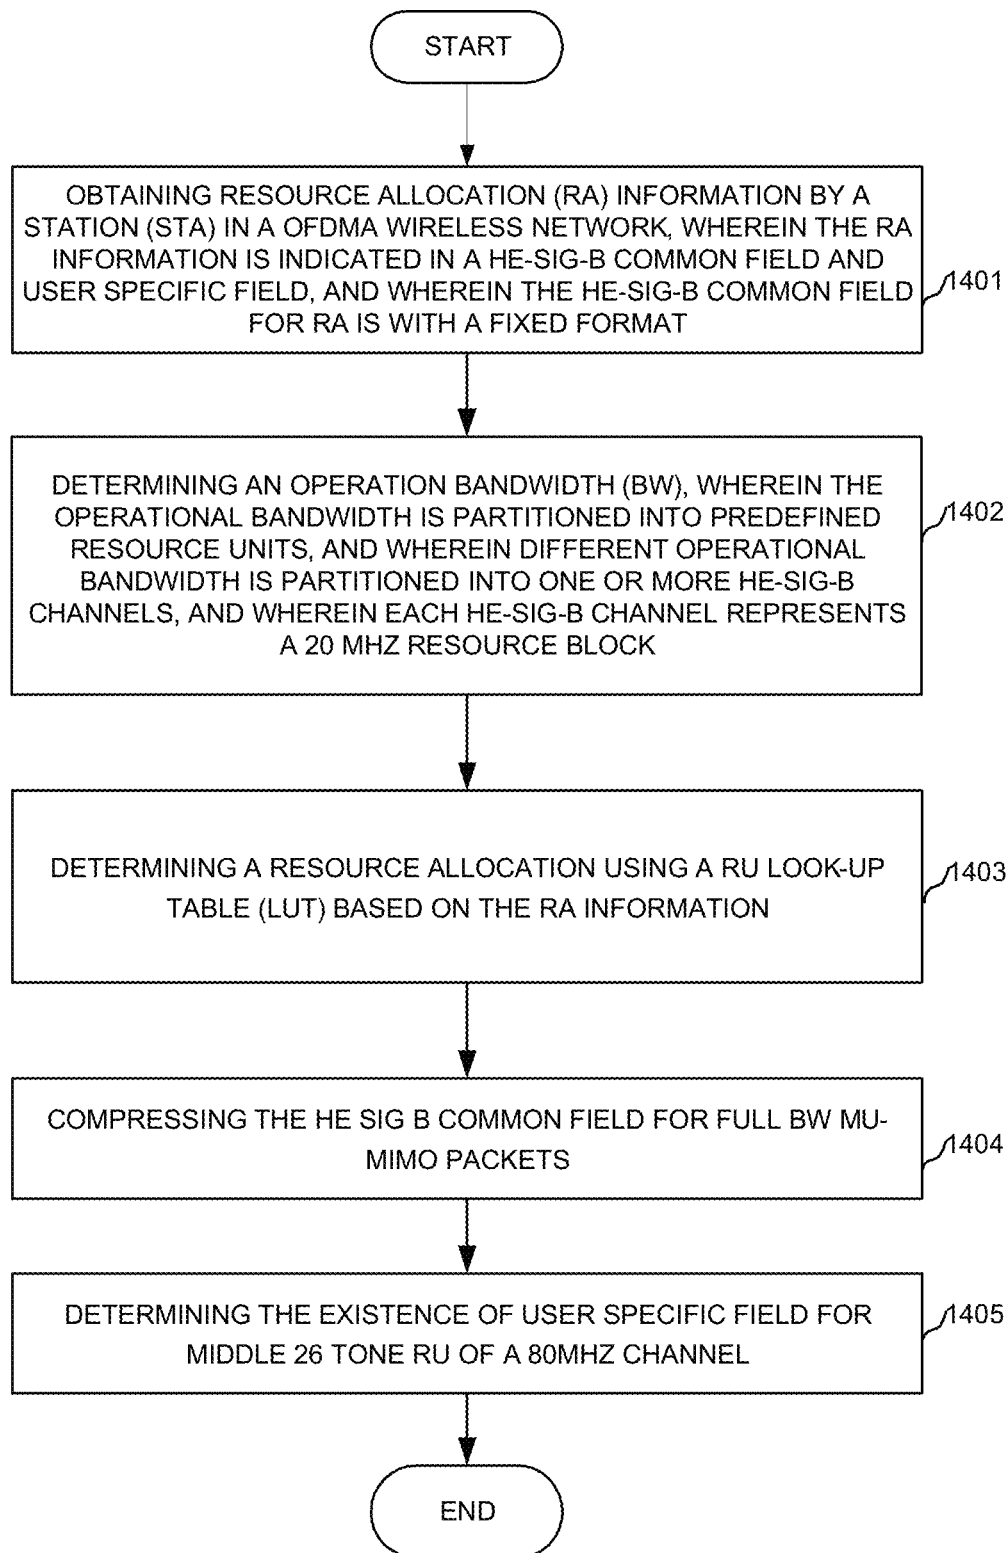 START
OBTAINING RESOURCE ALLOCATION (RA) INFORMATION BY A
STATION (STA) IN A OFDMA WIRELESS NETWORK, WHEREIN THE RA
INFORMATION IS INDICATED IN A HE-SIG-B COMMON FIELD AND
USER SPECIFIC FIELD, AND WHEREIN THE HE-SIG-B COMMON FIELD
FOR RA IS WITH A FIXED FORMAT
1401
DETERMINING AN OPERATION BANDWIDTH (BW), WHEREIN THE
OPERATIONAL BANDWIDTH IS PARTITIONED INTO PREDEFINED
RESOURCE UNITS, AND WHEREIN DIFFERENT OPERATIONAL
BANDWIDTH IS PARTITIONED INTO ONE OR MORE HE-SIG-B
CHANNELS, AND WHEREIN EACH HE-SIG-B CHANNEL REPRESENTS
A 20 MHZ RESOURCE BLOCK
1402
DETERMINING A RESOURCE ALLOCATION USING A RU LOOK-UP
TABLE (LUT) BASED ON THE RA INFORMATION
1403
COMPRESSING THE HE SIG B COMMON FIELD FOR FULL BW MU-
MIMO PACKETS
1404
DETERMINING THE EXISTENCE OF USER SPECIFIC FIELD FOR
MIDDLE 26 TONE RU OF A 80MHZ CHANNEL
1405
END